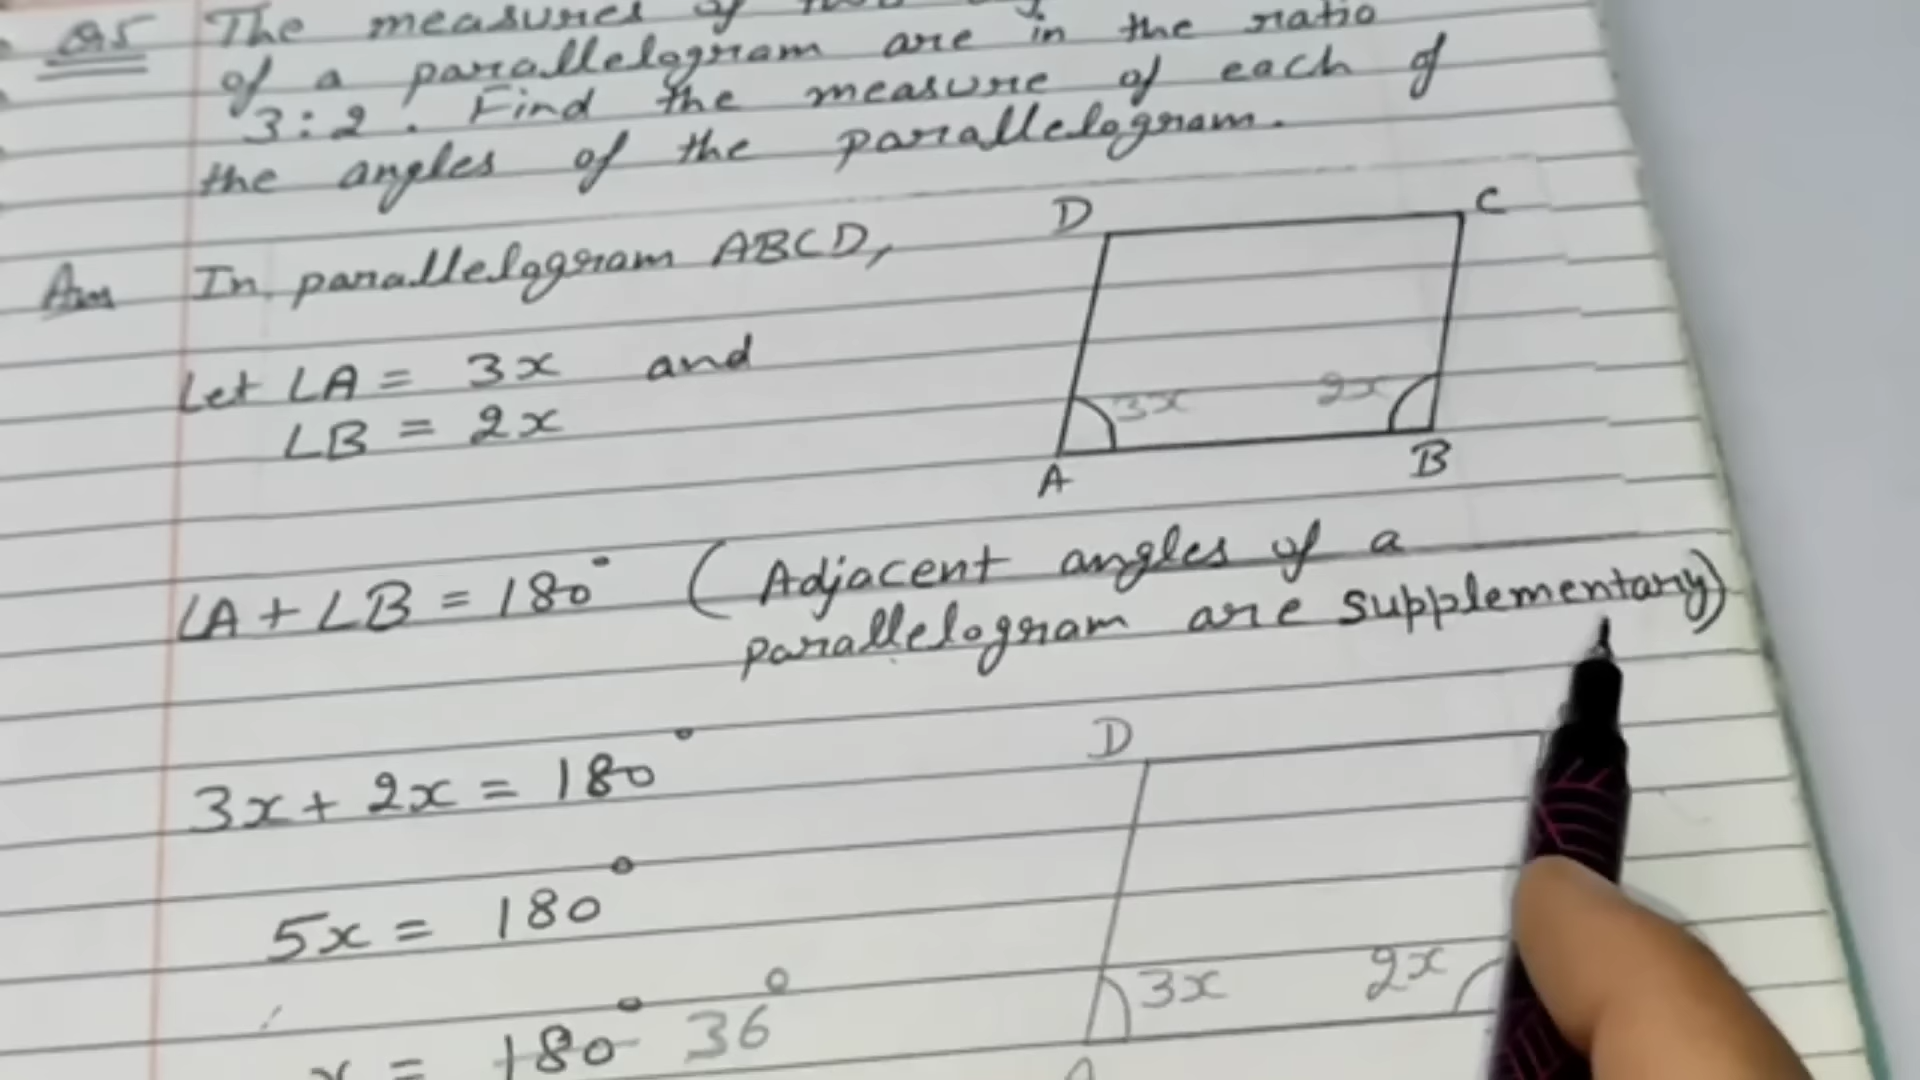 Q5 The measures of two
of a parallelogram are in the ratio
3:2. Find the measure of each of
the angles of the parallelogram.
D C
Ans In parallelogram ABCD,
Let ∠A = 3x and
3x 2x
∠B = 2x
A B
∠A + ∠B = 180° (Adjacent angles of a
parallelogram are supplementary)
D
3x + 2x = 180°
5x = 180°
3x 2x
x = 180° 36°
A